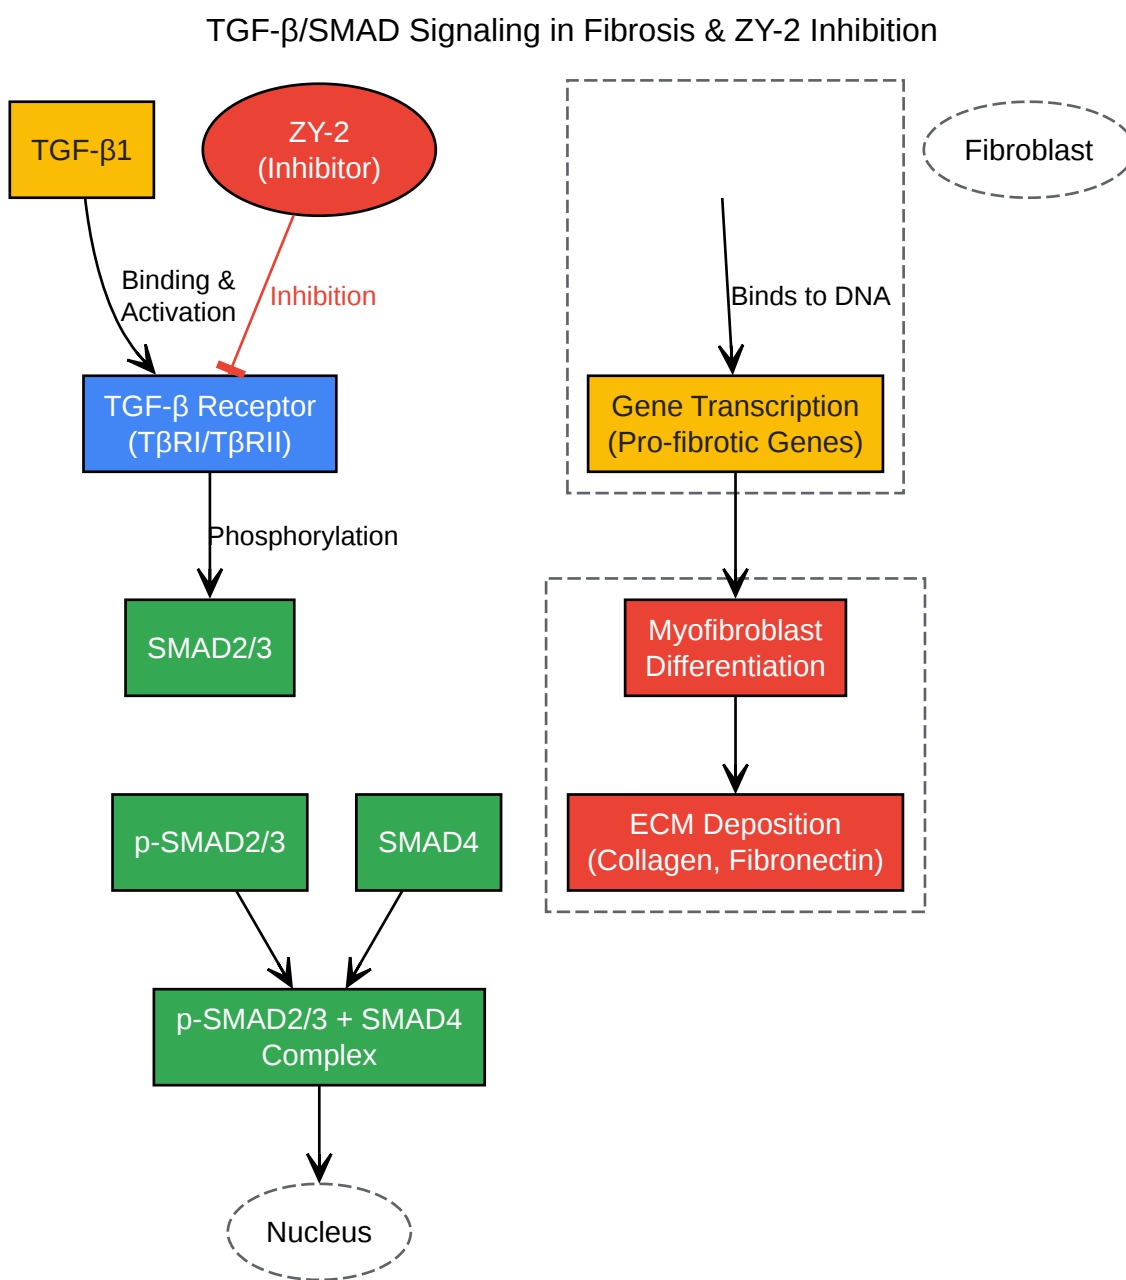 TGF-β/SMAD Signaling in Fibrosis & ZY-2 Inhibition
TGF-β1
ZY-2
(Inhibitor)
Fibroblast
Binding &
Activation
Inhibition
Binds to DNA
TGF-β Receptor
(TβRI/TβRII)
Gene Transcription
(Pro-fibrotic Genes)
Phosphorylation
SMAD2/3
Myofibroblast
Differentiation
p-SMAD2/3
SMAD4
ECM Deposition
(Collagen, Fibronectin)
p-SMAD2/3 + SMAD4
Complex
Nucleus